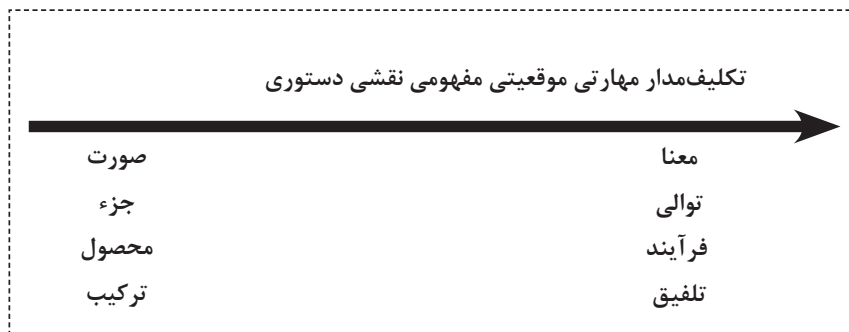 تکلیف‌مدار مهارتی موقعیتی مفهومی نقشی دستوری
معنا صورت
توالی جزء
فرآیند محصول
تلفیق ترکیب